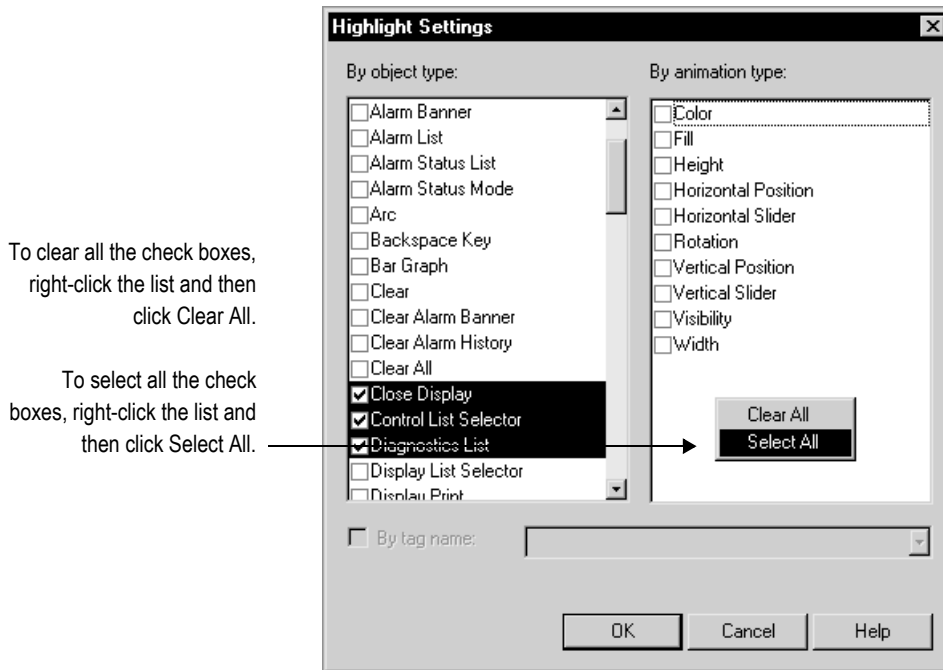 Highlight Settings
By object type:
By animation type:
Alarm Banner
Alarm List
Alarm Status List
Alarm Status Mode
Arc
Backspace Key
Bar Graph
Clear
Clear Alarm Banner
Clear Alarm History
Clear All
Close Display
Control List Selector
Diagnostics List
Display List Selector
Display Print
Color
Fill
Height
Horizontal Position
Horizontal Slider
Rotation
Vertical Position
Vertical Slider
Visibility
Width
Clear All
Select All
To clear all the check boxes,
right-click the list and then
click Clear All.
To select all the check
boxes, right-click the list and
then click Select All.
By tag name:
OK
Cancel
Help